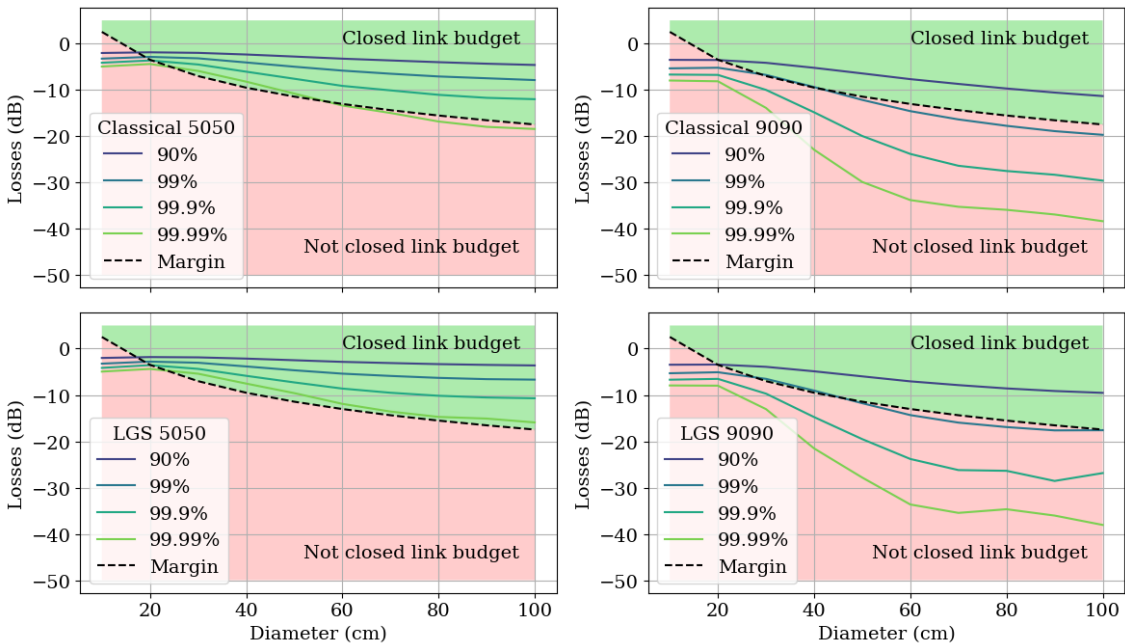 Closed link budget
Losses (dB)
0
−10
−20
−30
−40
−50
Classical 5050
90%
99%
99.9%
99.99%
Margin
Not closed link budget
Closed link budget
Losses (dB)
0
−10
−20
−30
−40
−50
Classical 9090
90%
99%
99.9%
99.99%
Margin
Not closed link budget
Closed link budget
Losses (dB)
0
−10
−20
−30
−40
−50
LGS 5050
90%
99%
99.9%
99.99%
Margin
Not closed link budget
20 40 60 80 100
Diameter (cm)
Closed link budget
Losses (dB)
0
−10
−20
−30
−40
−50
LGS 9090
90%
99%
99.9%
99.99%
Margin
Not closed link budget
20 40 60 80 100
Diameter (cm)